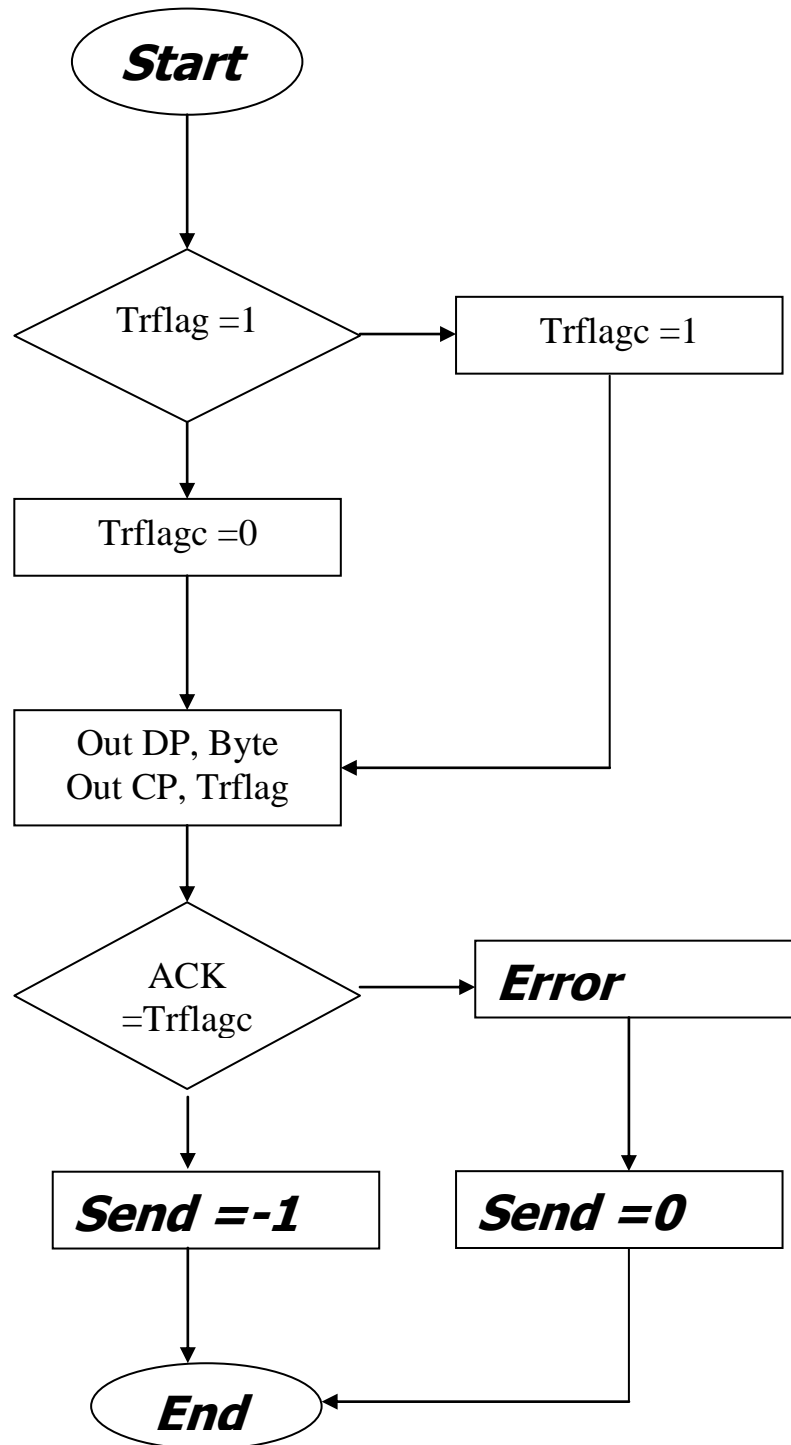 Start
Trflag =1
Trflagc =1
Trflagc =0
Out DP, Byte
Out CP, Trflag
ACK
=Trflagc
Error
Send =-1
Send =0
End